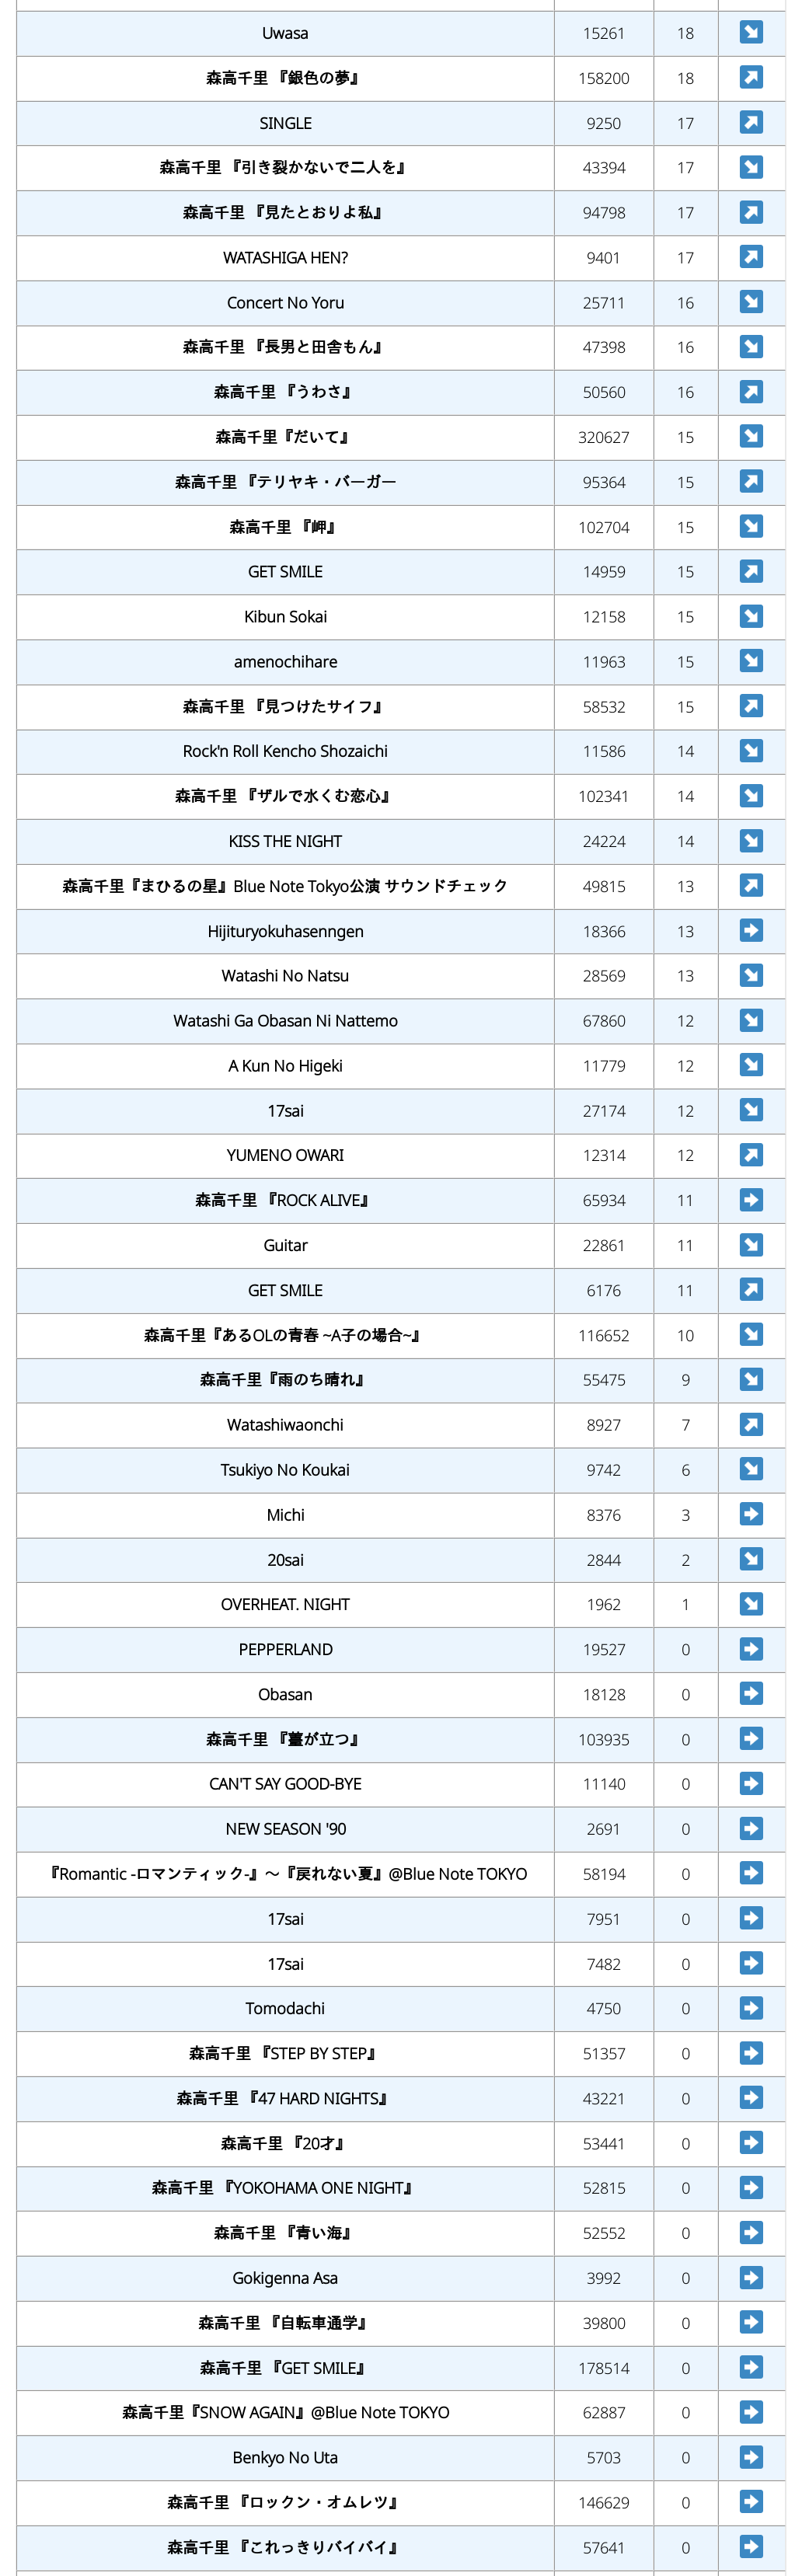 Uwasa 15261 18 ↘
森高千里 『銀色の夢』 158200 18 ↗
SINGLE 9250 17 ↗
森高千里 『引き裂かないで二人を』 43394 17 ↘
森高千里 『見たとおりよ私』 94798 17 ↗
WATASHIGA HEN? 9401 17 ↗
Concert No Yoru 25711 16 ↘
森高千里 『長男と田舎もん』 47398 16 ↘
森高千里 『うわさ』 50560 16 ↗
森高千里『だいて』 320627 15 ↘
森高千里 『テリヤキ・バーガー 95364 15 ↗
森高千里 『岬』 102704 15 ↘
GET SMILE 14959 15 ↗
Kibun Sokai 12158 15 ↘
amenochihare 11963 15 ↘
森高千里 『見つけたサイフ』 58532 15 ↗
Rock'n Roll Kencho Shozaichi 11586 14 ↘
森高千里 『ザルで水くむ恋心』 102341 14 ↘
KISS THE NIGHT 24224 14 ↘
森高千里『まひるの星』Blue Note Tokyo公演 サウンドチェック 49815 13 ↗
Hijituryokuhasenngen 18366 13 ➡
Watashi No Natsu 28569 13 ↘
Watashi Ga Obasan Ni Nattemo 67860 12 ↘
A Kun No Higeki 11779 12 ↘
17sai 27174 12 ↘
YUMENO OWARI 12314 12 ↗
森高千里 『ROCK ALIVE』 65934 11 ➡
Guitar 22861 11 ↘
GET SMILE 6176 11 ↗
森高千里『あるOLの青春 ~A子の場合~』 116652 10 ↘
森高千里『雨のち晴れ』 55475 9 ↘
Watashiwaonchi 8927 7 ↗
Tsukiyo No Koukai 9742 6 ↘
Michi 8376 3 ➡
20sai 2844 2 ↘
OVERHEAT. NIGHT 1962 1 ↘
PEPPERLAND 19527 0 ➡
Obasan 18128 0 ➡
森高千里 『薹が立つ』 103935 0 ➡
CAN'T SAY GOOD-BYE 11140 0 ➡
NEW SEASON '90 2691 0 ➡
『Romantic -ロマンティック-』～『戻れない夏』@Blue Note TOKYO 58194 0 ➡
17sai 7951 0 ➡
17sai 7482 0 ➡
Tomodachi 4750 0 ➡
森高千里 『STEP BY STEP』 51357 0 ➡
森高千里 『47 HARD NIGHTS』 43221 0 ➡
森高千里 『20才』 53441 0 ➡
森高千里 『YOKOHAMA ONE NIGHT』 52815 0 ➡
森高千里 『青い海』 52552 0 ➡
Gokigenna Asa 3992 0 ➡
森高千里 『自転車通学』 39800 0 ➡
森高千里 『GET SMILE』 178514 0 ➡
森高千里『SNOW AGAIN』@Blue Note TOKYO 62887 0 ➡
Benkyo No Uta 5703 0 ➡
森高千里 『ロックン・オムレツ』 146629 0 ➡
森高千里 『これっきりバイバイ』 57641 0 ➡